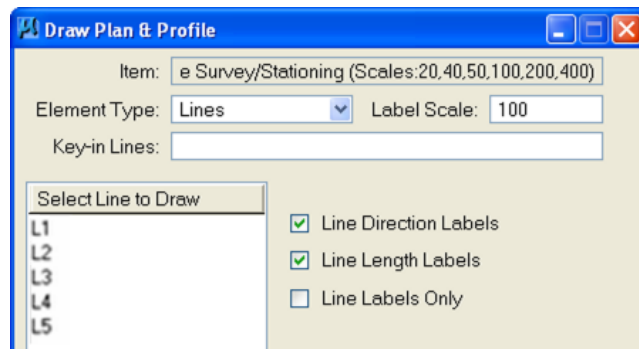 Draw Plan & Profile
Item: e Survey/Stationing (Scales:20,40,50,100,200,400)
Element Type: Lines Label Scale: 100
Key-in Lines:
Select Line to Draw
L1
L2
L3
L4
L5
Line Direction Labels
Line Length Labels
Line Labels Only